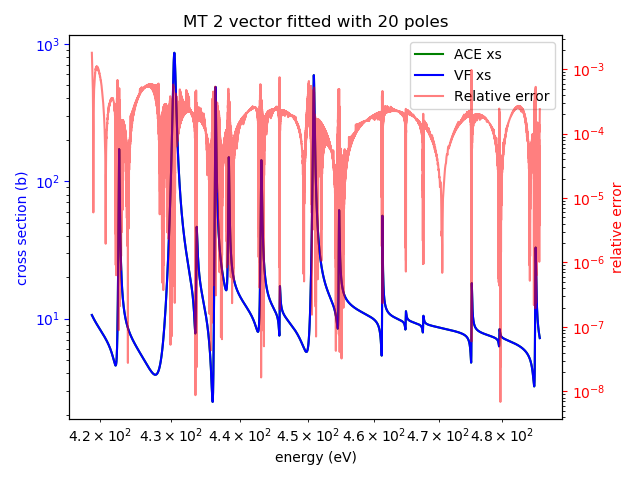 MT 2 vector fitted with 20 poles
10³
10²
10¹
cross section (b)
ACE xs
VF xs
Relative error
10⁻³
10⁻⁴
10⁻⁵
10⁻⁶
10⁻⁷
10⁻⁸
relative error
4.2 × 10² 4.3 × 10² 4.4 × 10² 4.5 × 10² 4.6 × 10² 4.7 × 10² 4.8 × 10²
energy (eV)